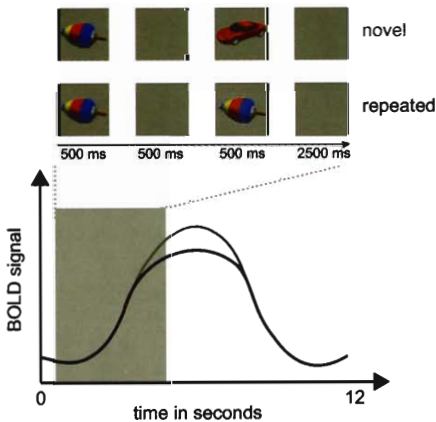 novel
repeated
500 ms 500 ms 500 ms 2500 ms
BOLD signal
0 12
time in seconds